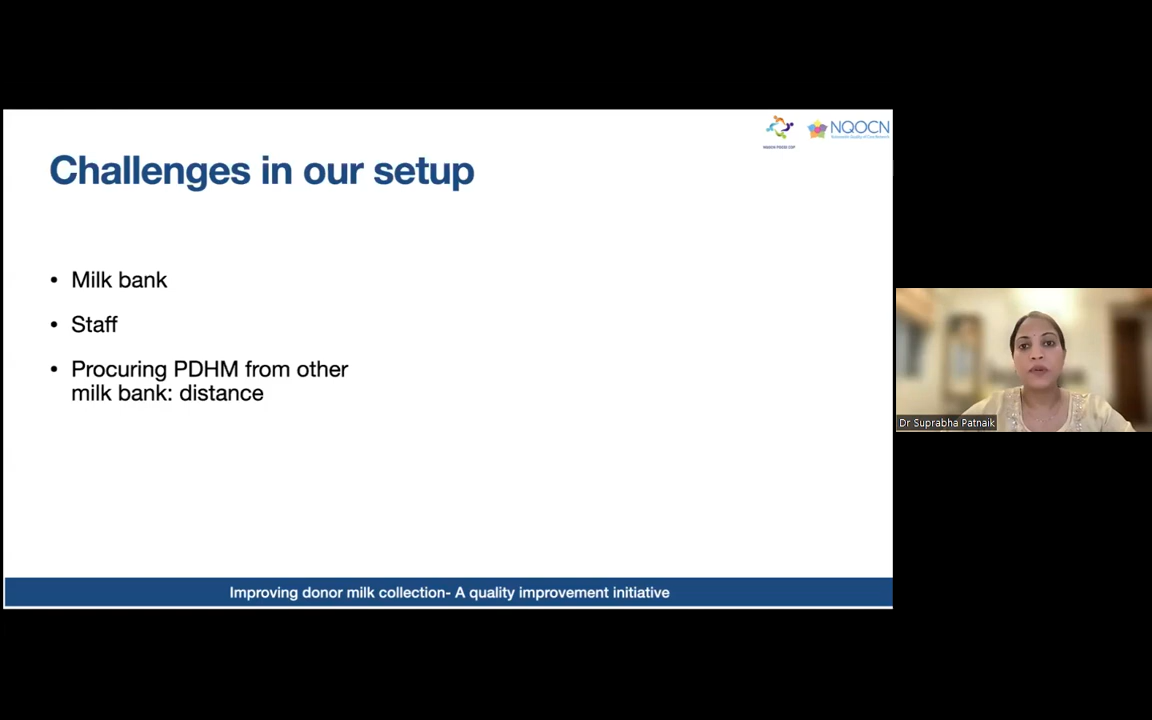 NQOCN
Challenges in our setup
• Milk bank
• Staff
• Procuring PDHM from other
milk bank: distance
Improving donor milk collection- A quality improvement initiative
Dr Suprabha Patnaik